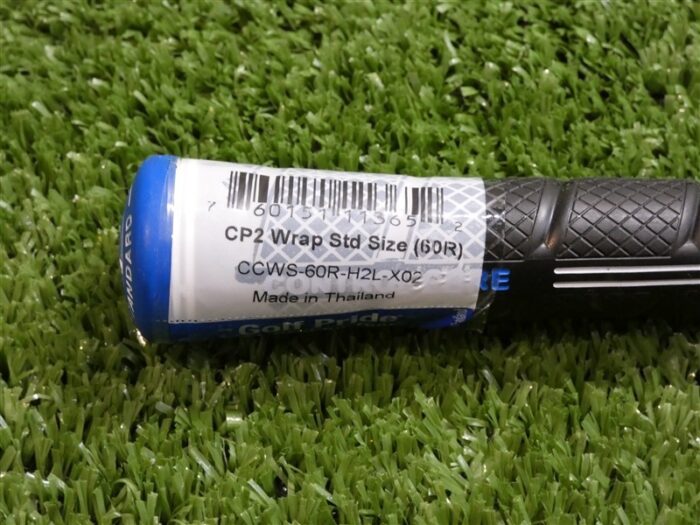 7 60151 11365 2
CP2 Wrap Std Size (60R)
CCWS-60R-H2L-X02
Made in Thailand
Golf Pride